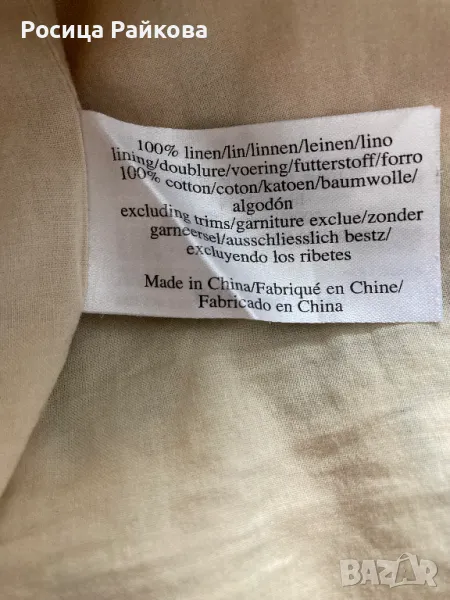 Росица Райкова
100% linen/lin/linnen/leinen/lino
lining/doublure/voering/futterstoff/forro
100% cotton/coton/katoen/baumwolle/
algodón
excluding trims/garniture exclue/zonder
garneersel/ausschliesslich bestz/
excluyendo los ribetes
Made in China/Fabriqué en Chine/
Fabricado en China
BAZAR